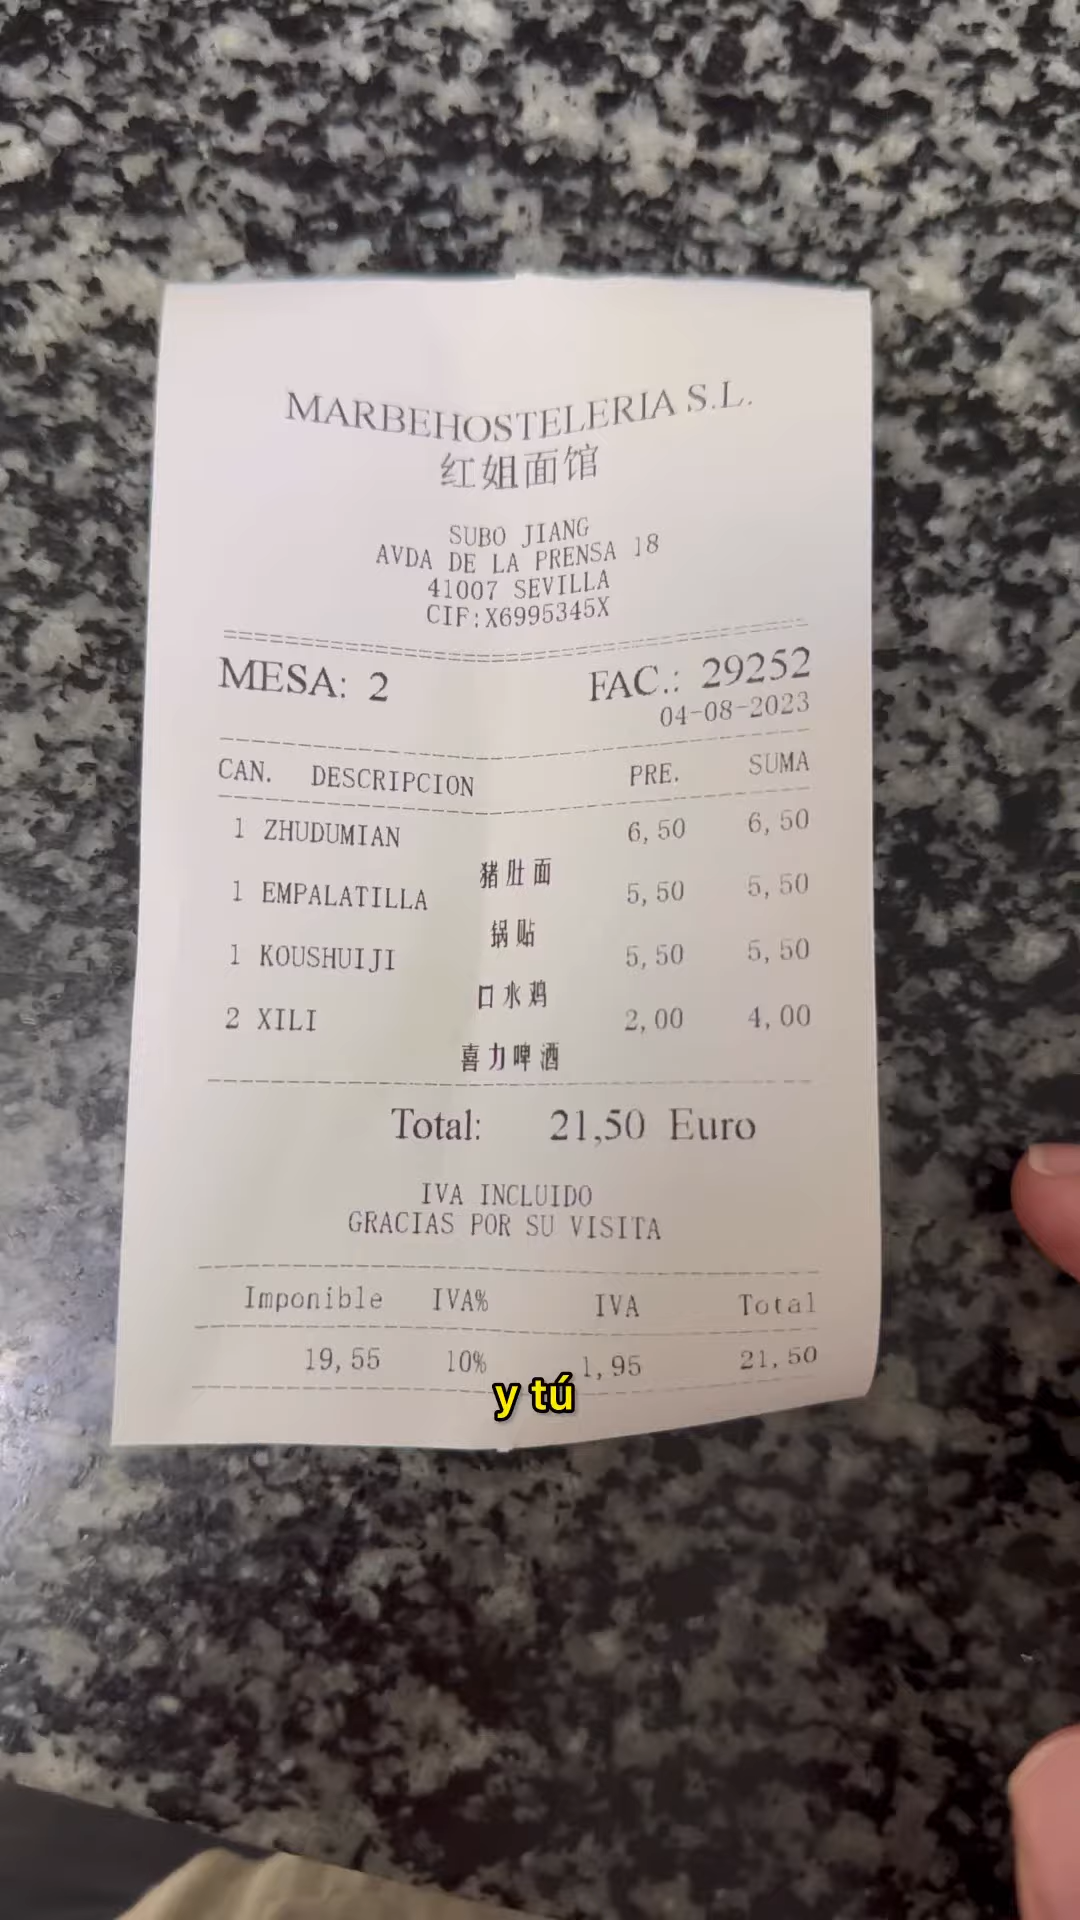 MARBEHOSTELERIA S.L.
红姐面馆
SUBO JIANG
AVDA DE LA PRENSA 18
41007 SEVILLA
CIF:X6995345X
MESA: 2 FAC.: 29252
04-08-2023
CAN. DESCRIPCION PRE. SUMA
1 ZHUDUMIAN 6,50 6,50
猪肚面
1 EMPALATILLA 5,50 5,50
锅贴
1 KOUSHUIJI 5,50 5,50
口水鸡
2 XILI 2,00 4,00
喜力啤酒
Total: 21,50 Euro
IVA INCLUIDO
GRACIAS POR SU VISITA
Imponible IVA% IVA Total
19,55 10% 1,95 21,50
y tú